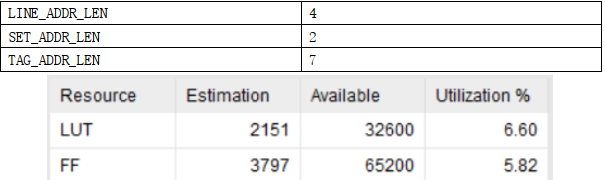 LINE_ADDR_LEN 4
SET_ADDR_LEN 2
TAG_ADDR_LEN 7
Resource Estimation Available Utilization %
LUT 2151 32600 6.60
FF 3797 65200 5.82